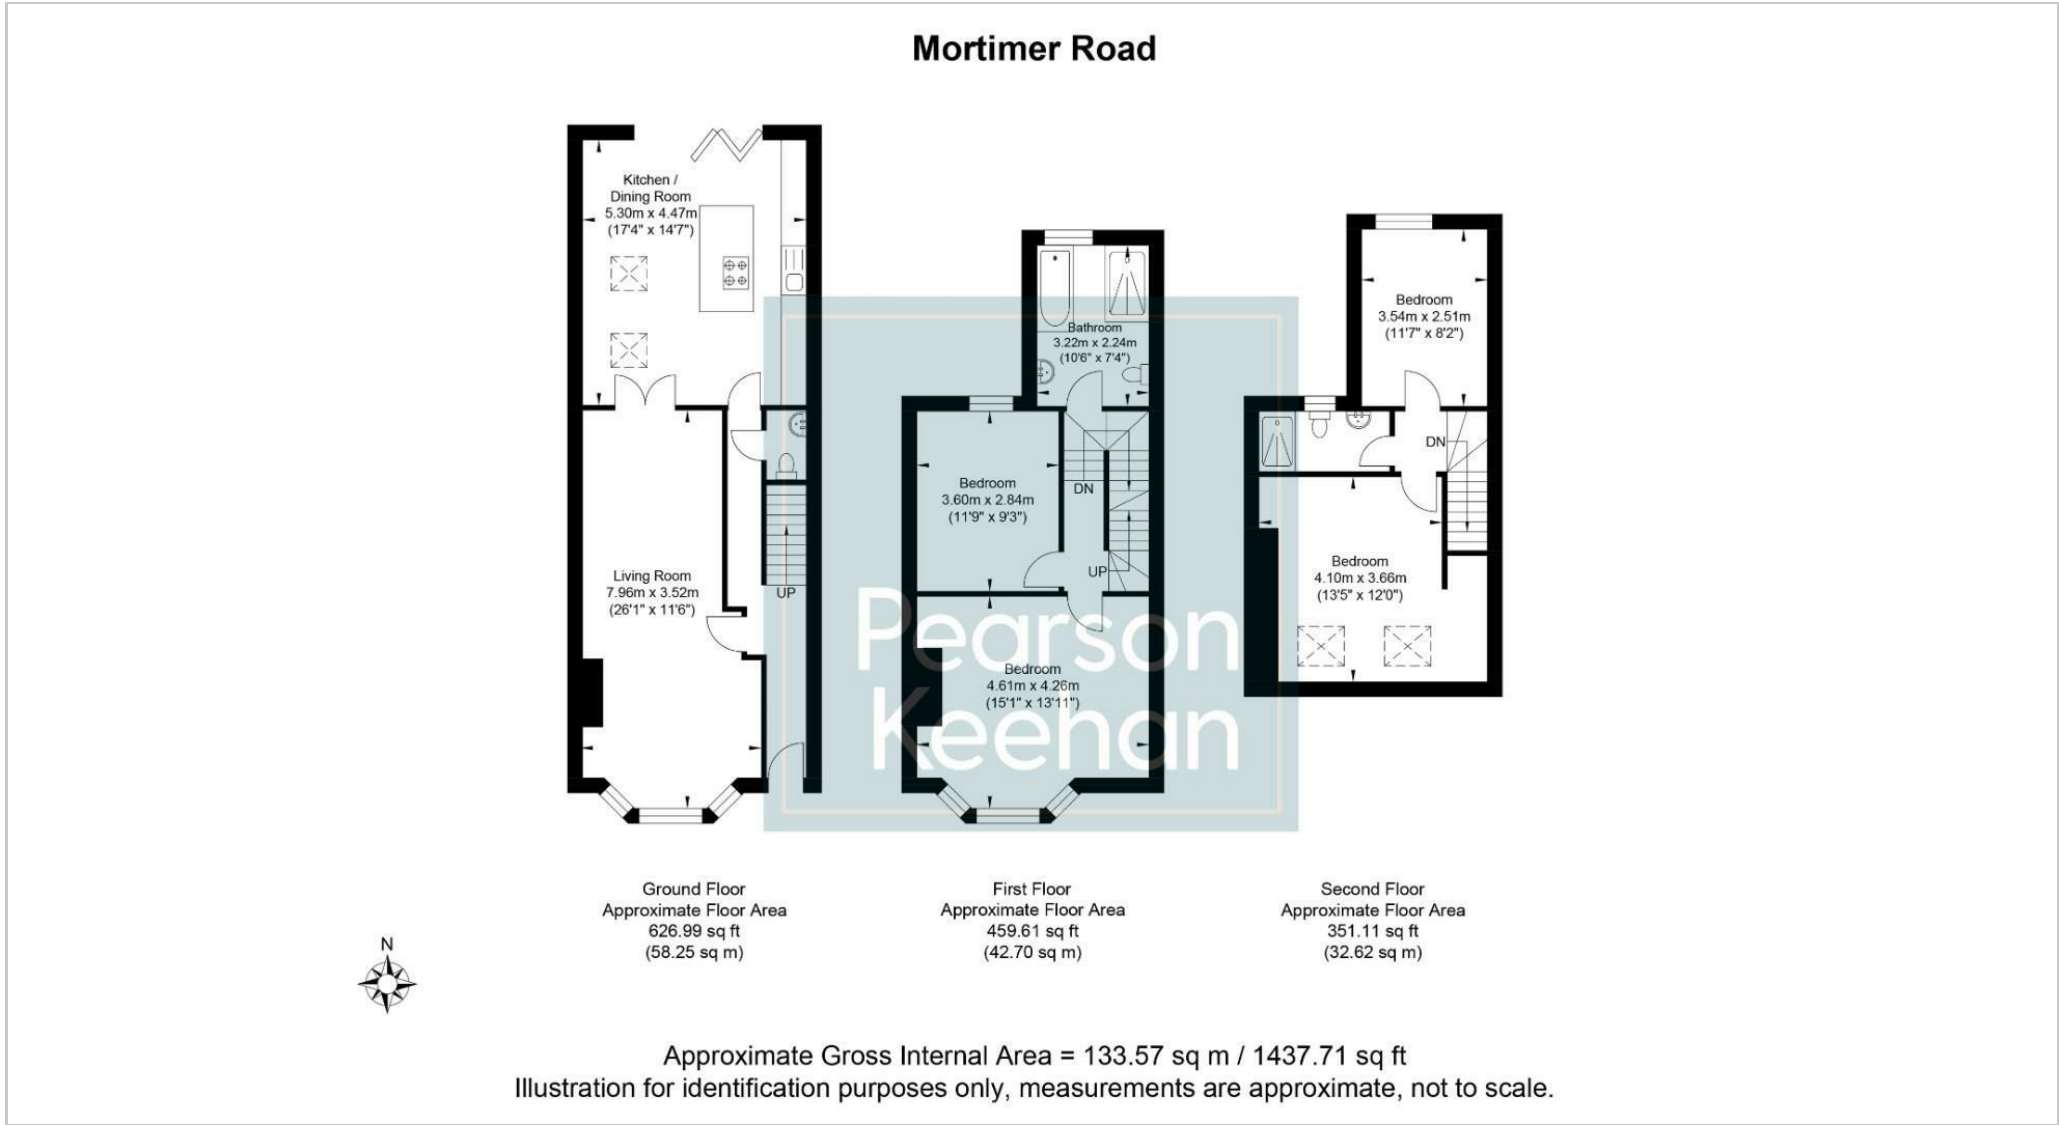 Mortimer Road
Kitchen /
Dining Room
5.30m x 4.47m
(17'4" x 14'7")
Living Room
7.96m x 3.52m
(26'1" x 11'6")
UP
Bathroom
3.22m x 2.24m
(10'6" x 7'4")
Bedroom
3.60m x 2.84m
(11'9" x 9'3")
DN
UP
Bedroom
4.61m x 4.26m
(15'1" x 13'11")
Pearson
Keehan
Bedroom
3.54m x 2.51m
(11'7" x 8'2")
DN
Bedroom
4.10m x 3.66m
(13'5" x 12'0")
Ground Floor
Approximate Floor Area
626.99 sq ft
(58.25 sq m)
First Floor
Approximate Floor Area
459.61 sq ft
(42.70 sq m)
Second Floor
Approximate Floor Area
351.11 sq ft
(32.62 sq m)
N
Approximate Gross Internal Area = 133.57 sq m / 1437.71 sq ft
Illustration for identification purposes only, measurements are approximate, not to scale.